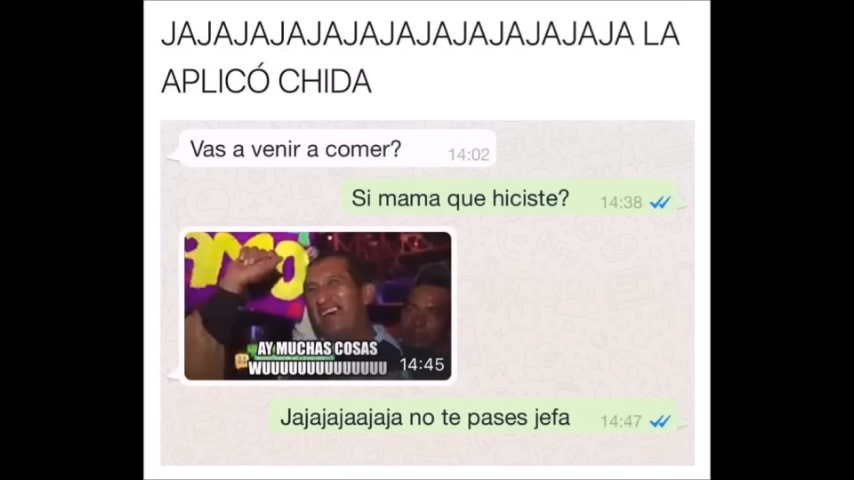 JAJAJAJAJAJAJAJAJAJAJAJAJA LA
APLICÓ CHIDA
Vas a venir a comer?
14:02
Si mama que hiciste?
14:38
AMOO
AY MUCHAS COSAS
WUUUUUUUUUUUUUU
14:45
Jajajajaajaja no te pases jefa
14:47